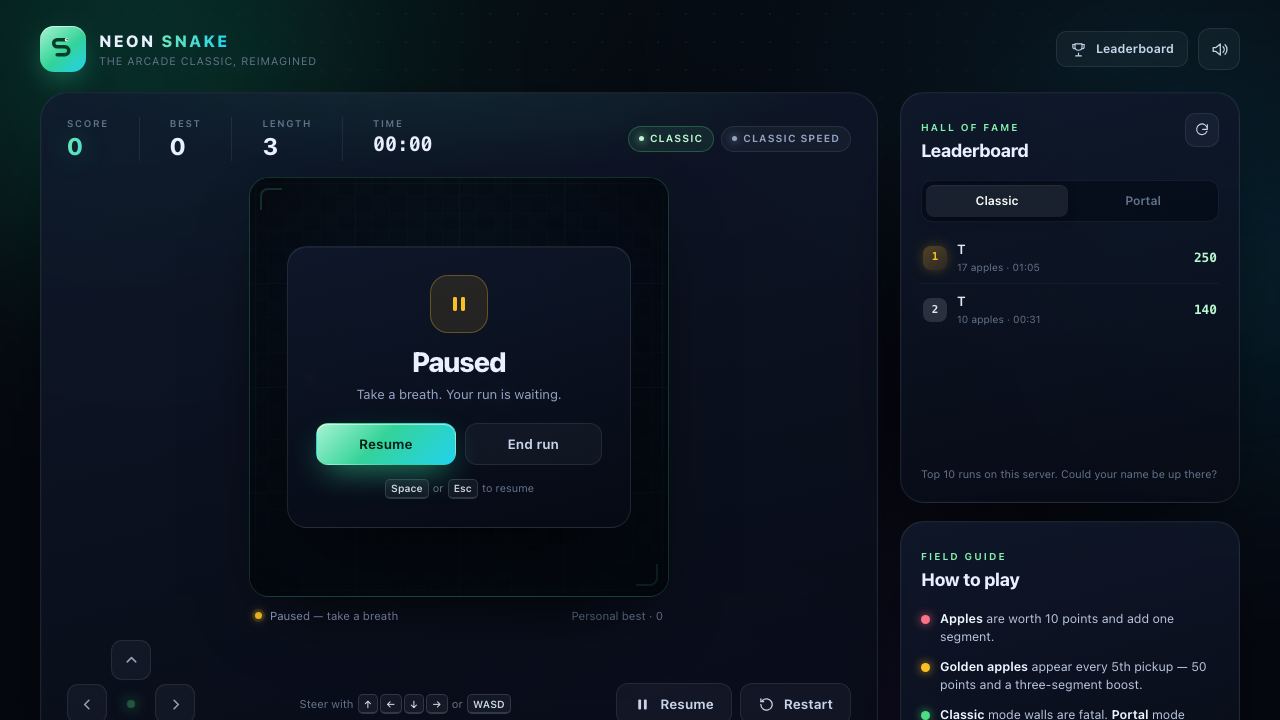 NEON SNAKE
THE ARCADE CLASSIC, REIMAGINED
Leaderboard
SCORE
0
BEST
0
LENGTH
3
TIME
00:00
CLASSIC
CLASSIC SPEED
Paused
Take a breath. Your run is waiting.
Resume
End run
Space or Esc to resume
Paused — take a breath
Personal best · 0
Steer with ↑ ← ↓ → or WASD
Resume
Restart
HALL OF FAME
Leaderboard
Classic
Portal
1
T
17 apples · 01:05
250
2
T
10 apples · 00:31
140
Top 10 runs on this server. Could your name be up there?
FIELD GUIDE
How to play
Apples are worth 10 points and add one
segment.
Golden apples appear every 5th pickup — 50
points and a three-segment boost.
Classic mode walls are fatal. Portal mode